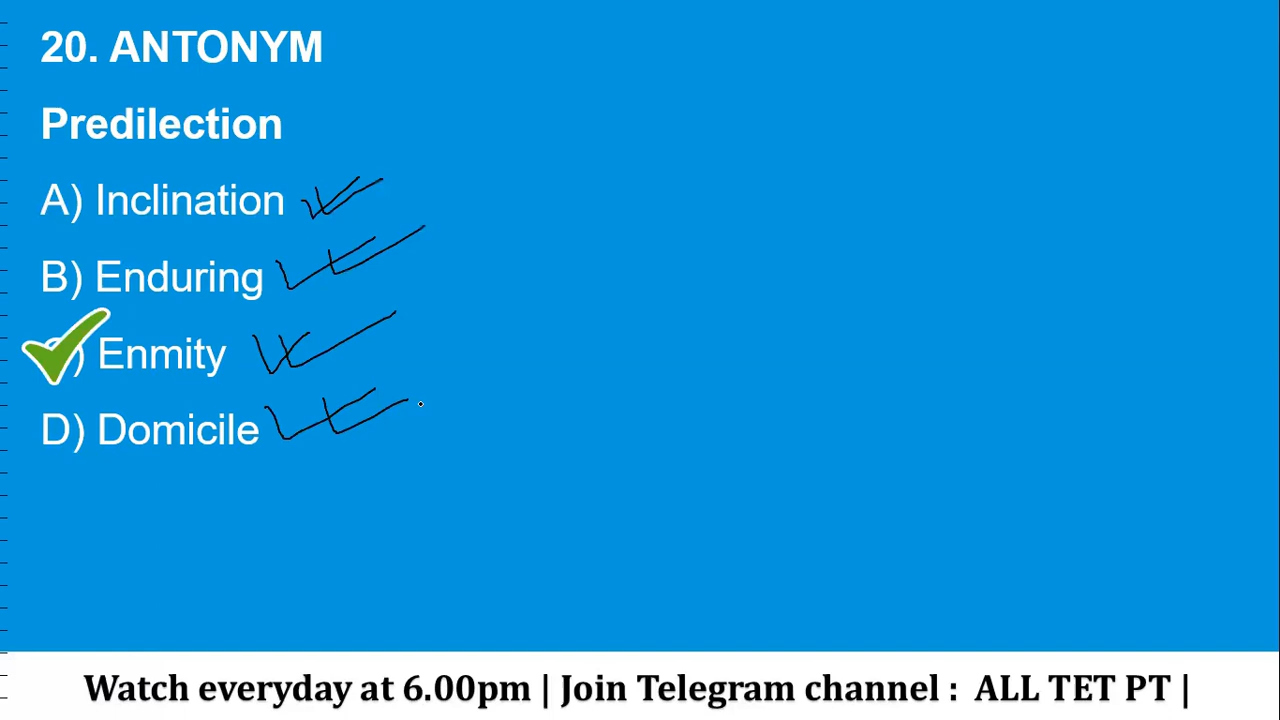 20. ANTONYM
Predilection
A) Inclination
B) Enduring
) Enmity
D) Domicile
Watch everyday at 6.00pm | Join Telegram channel : ALL TET PT |